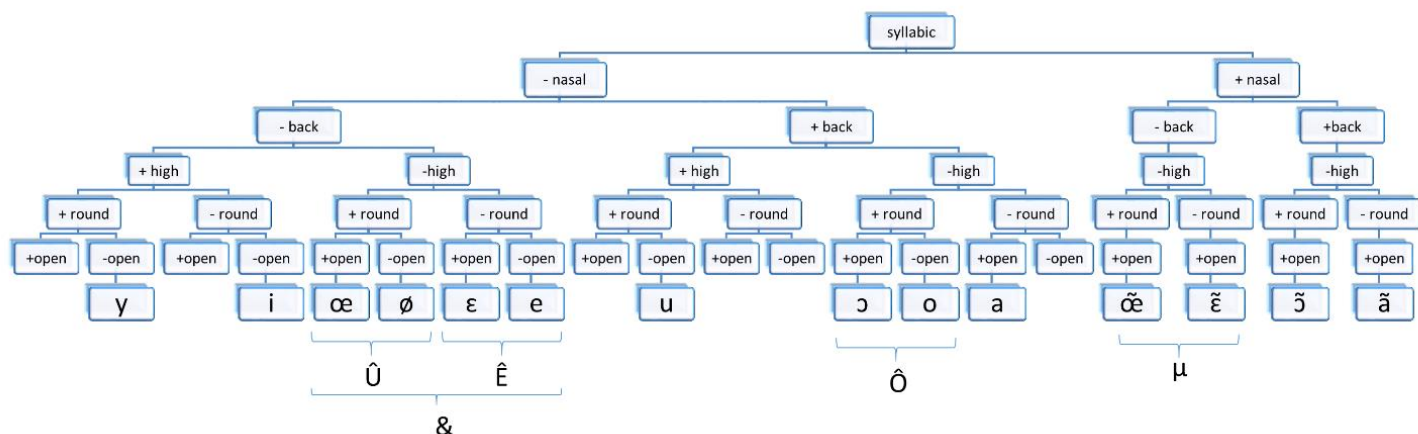 syllabic
- nasal + nasal
- back + back - back +back
+ high -high + high -high -high -high
+ round - round + round - round + round - round + round - round + round - round + round - round
+open -open +open -open +open -open +open -open +open -open +open -open +open -open +open -open +open +open +open +open
y i œ ø ɛ e u ɔ o a œ̃ ɛ̃ ɔ̃ ã
Û Ê Ô µ
&